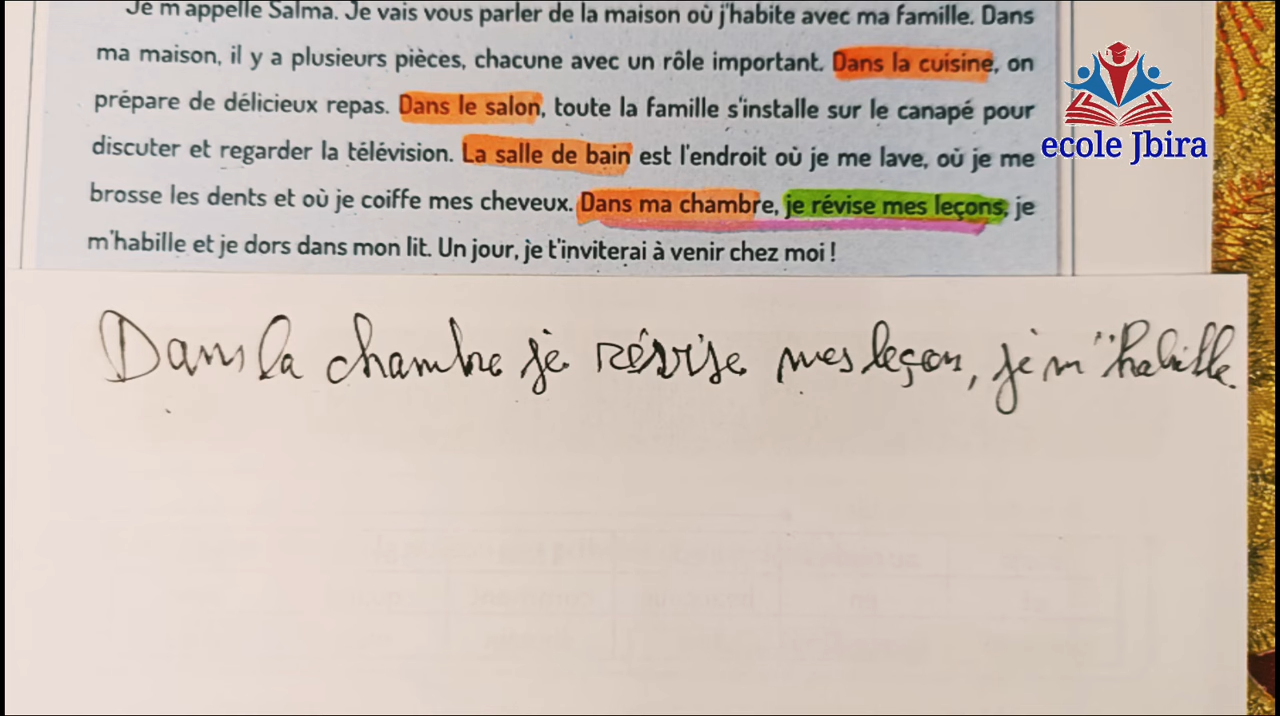 Je m'appelle Salma. Je vais vous parler de la maison où j'habite avec ma famille. Dans
ma maison, il y a plusieurs pièces, chacune avec un rôle important. Dans la cuisine, on
prépare de délicieux repas. Dans le salon, toute la famille s'installe sur le canapé pour
discuter et regarder la télévision. La salle de bain est l'endroit où je me lave, où je me
brosse les dents et où je coiffe mes cheveux. Dans ma chambre, je révise mes leçons, je
m'habille et je dors dans mon lit. Un jour, je t'inviterai à venir chez moi !
ecole Jbira
Dans la chambre je révise mes leçon, je m''habille.